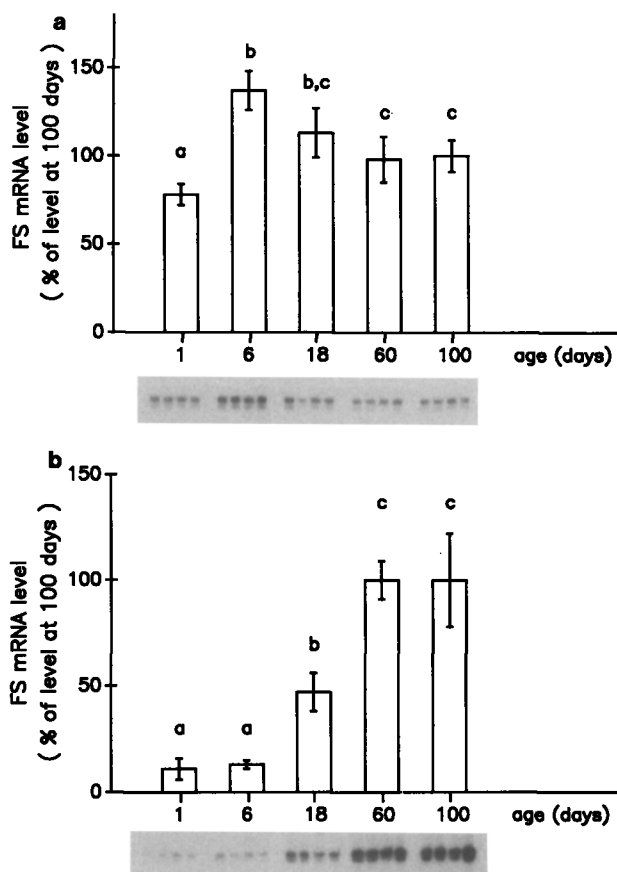 a
FS mRNA level
( % of level at 100 days )
150
100
50
0
a
b
b,c
c
c
1 6 18 60 100 age (days)
b
FS mRNA level
( % of level at 100 days )
150
100
50
0
a
a
b
c
c
1 6 18 60 100 age (days)